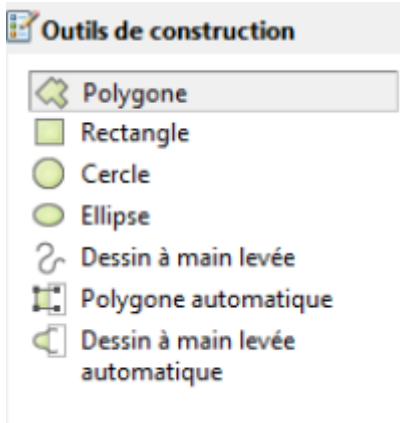 Outils de construction
Polygone
Rectangle
Cercle
Ellipse
Dessin à main levée
Polygone automatique
Dessin à main levée
automatique